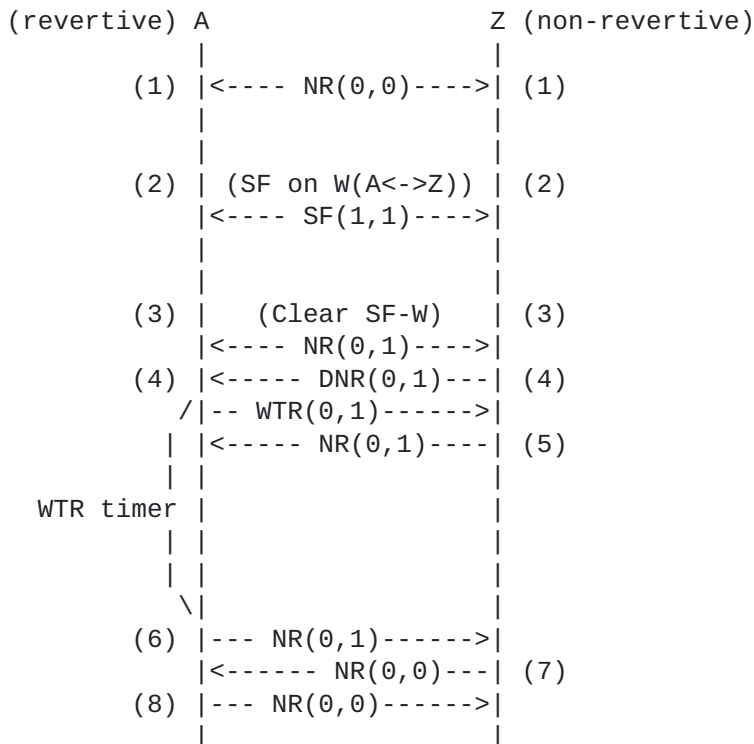 (revertive) A                  Z (non-revertive)
            |                  |
        (1) |<---- NR(0,0)---->| (1)
            |                  |
            |                  |
        (2) | (SF on W(A<->Z)) | (2)
            |<---- SF(1,1)---->|
            |                  |
            |                  |
        (3) |   (Clear SF-W)   | (3)
            |<---- NR(0,1)---->|
        (4) |<----- DNR(0,1)---| (4)
           /|-- WTR(0,1)------>|
          | |<----- NR(0,1)----| (5)
          | |                  |
  WTR timer |                  |
          | |                  |
          | |                  |
           \|                  |
        (6) |--- NR(0,1)------>|
            |<------ NR(0,0)---| (7)
        (8) |--- NR(0,0)------>|
            |                  |